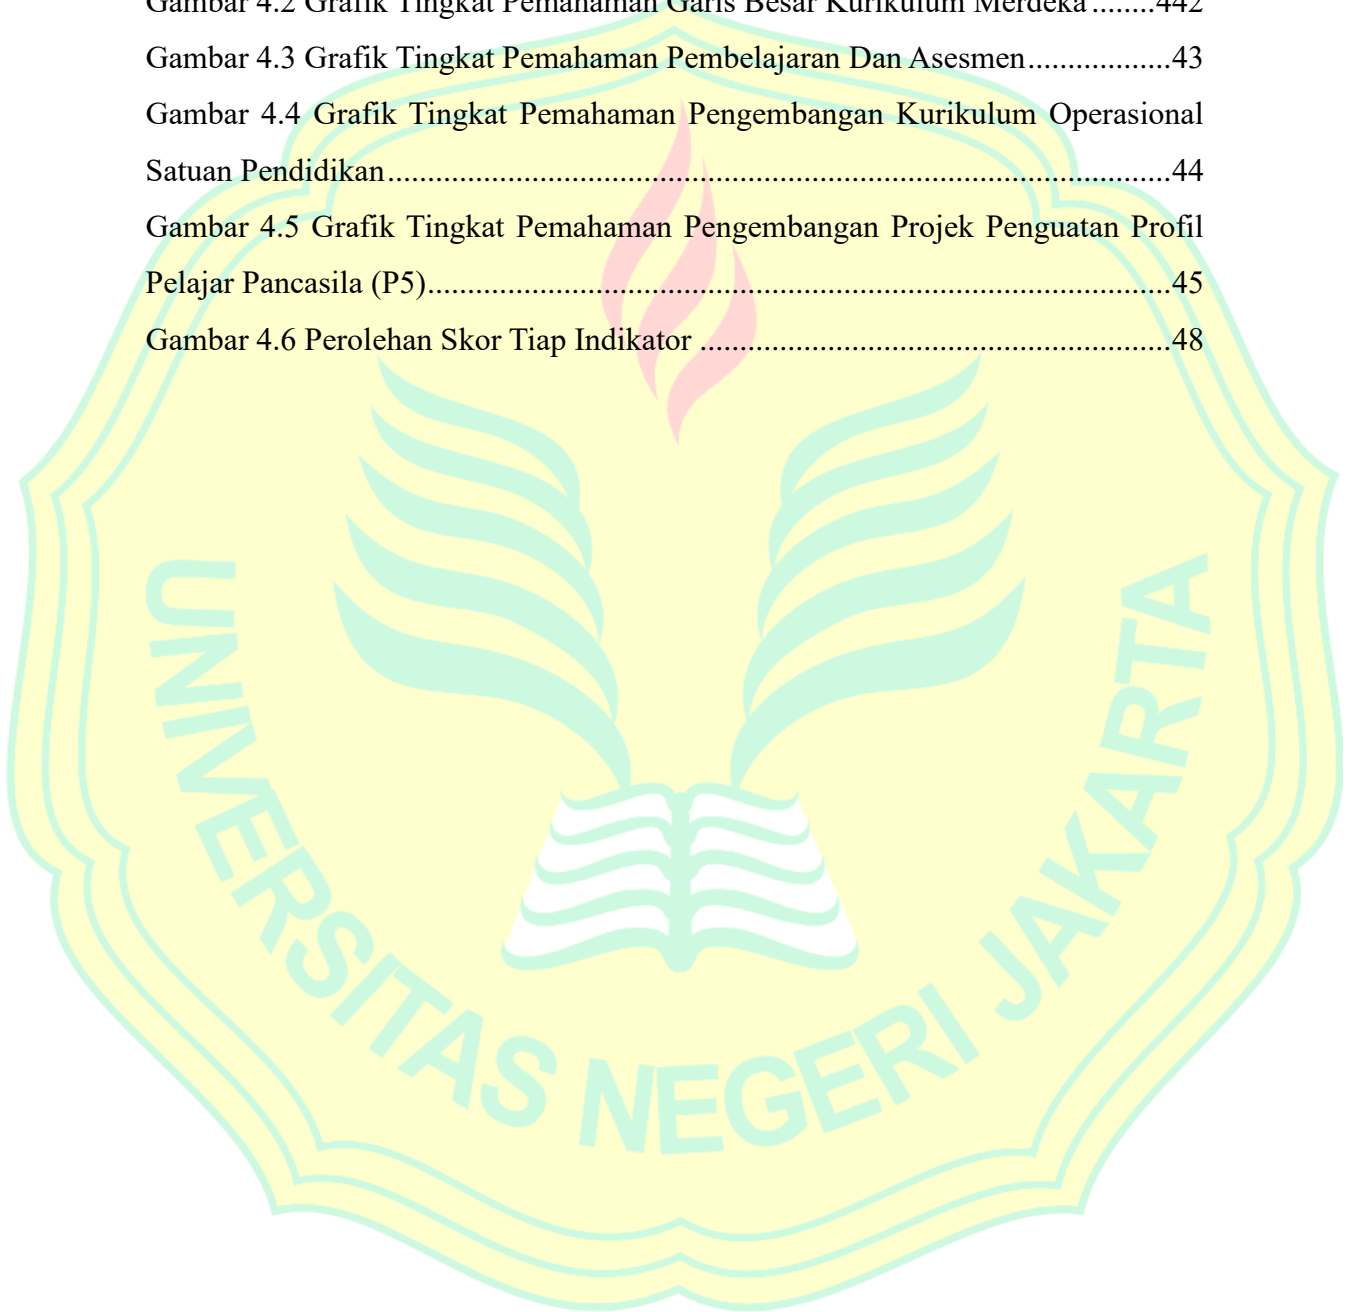 Gambar 4.2 Grafik Tingkat Pemahaman Garis Besar Kurikulum Merdeka ........442
Gambar 4.3 Grafik Tingkat Pemahaman Pembelajaran Dan Asesmen..................43
Gambar 4.4 Grafik Tingkat Pemahaman Pengembangan Kurikulum Operasional
Satuan Pendidikan....................................................................................................44
Gambar 4.5 Grafik Tingkat Pemahaman Pengembangan Projek Penguatan Profil
Pelajar Pancasila (P5)...............................................................................................45
Gambar 4.6 Perolehan Skor Tiap Indikator ............................................................48
UNIVERSITAS NEGERI JAKARTA